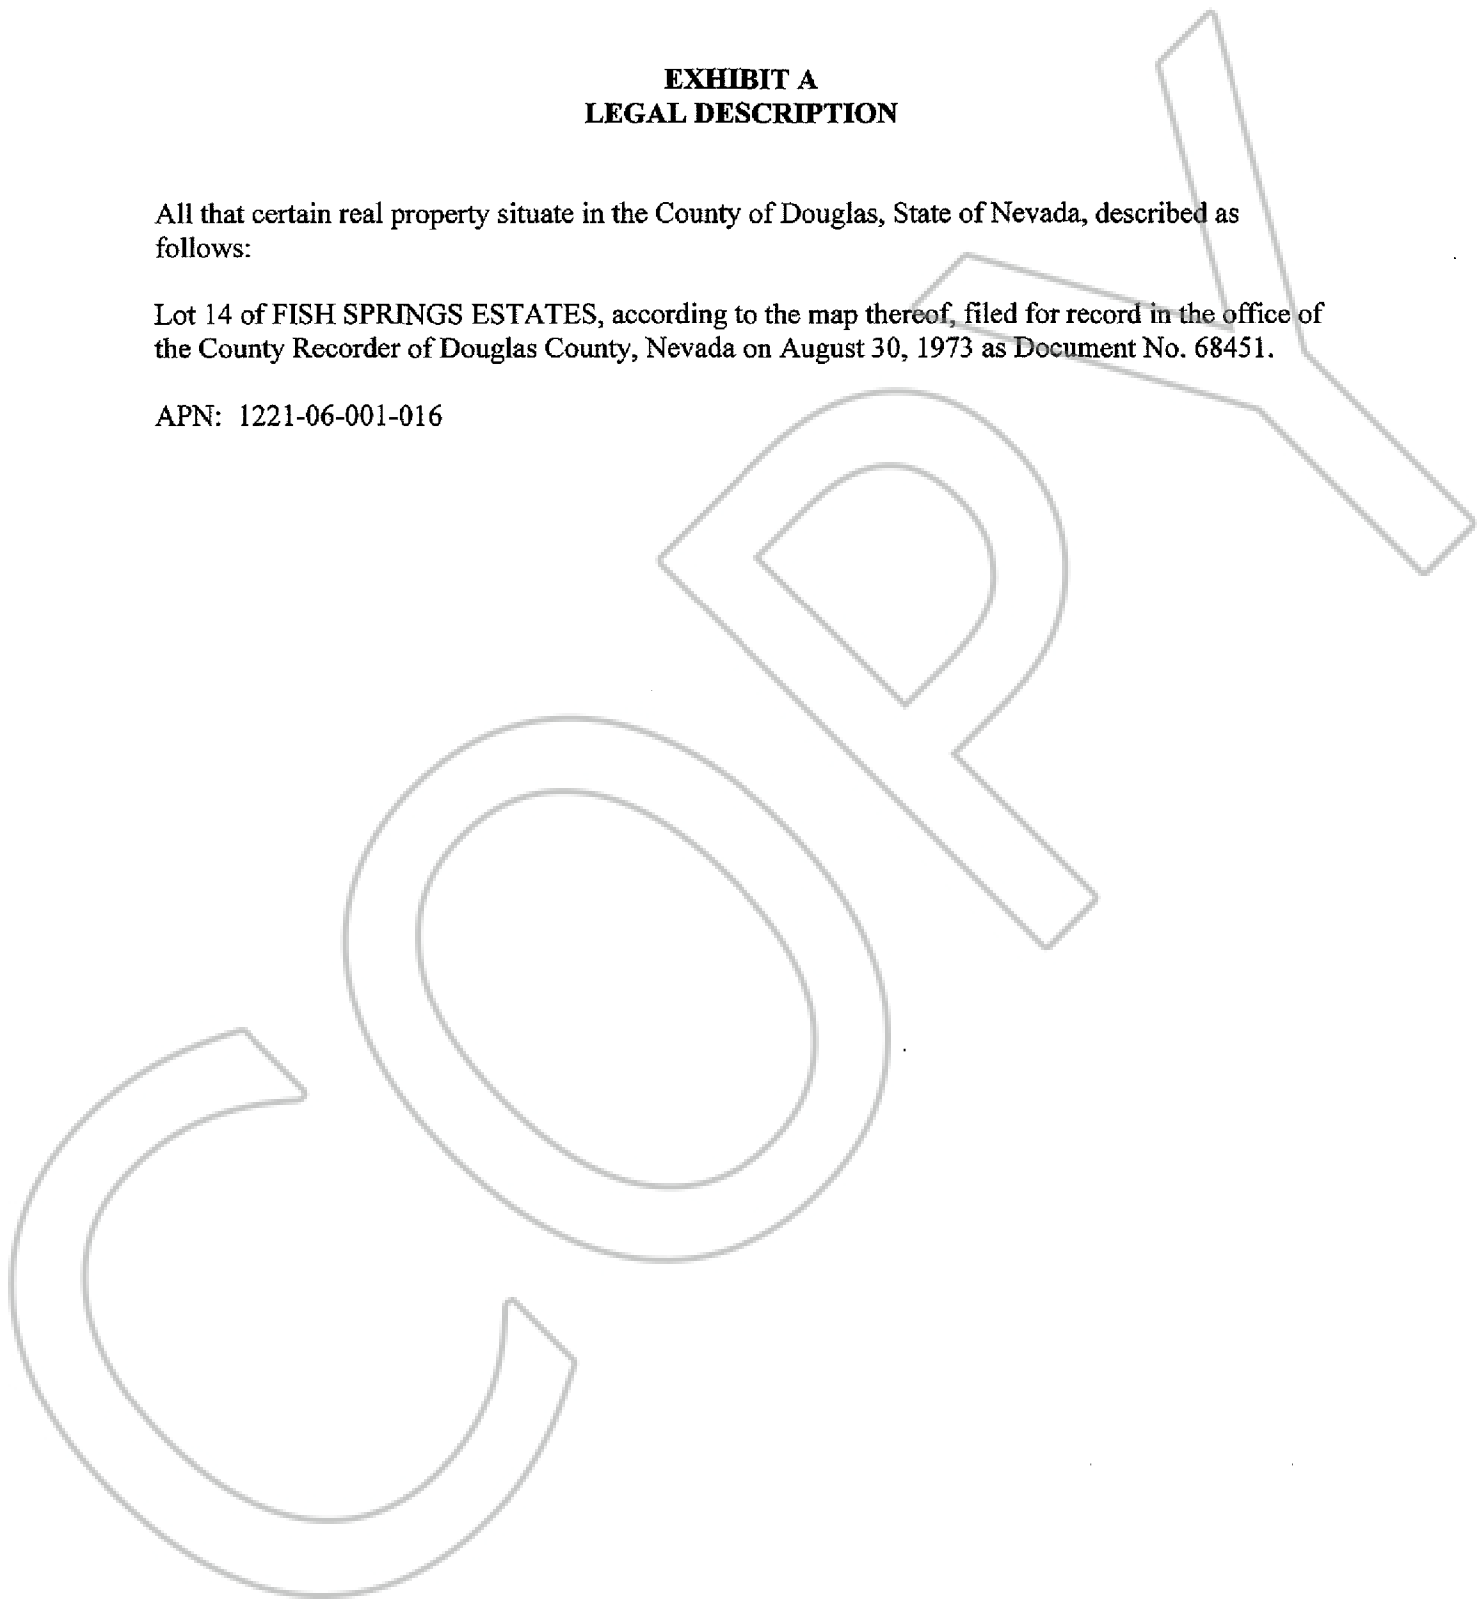 EXHIBIT A
LEGAL DESCRIPTION
All that certain real property situate in the County of Douglas, State of Nevada, described as
follows:
Lot 14 of FISH SPRINGS ESTATES, according to the map thereof, filed for record in the office of
the County Recorder of Douglas County, Nevada on August 30, 1973 as Document No. 68451.
APN: 1221-06-001-016
COPY